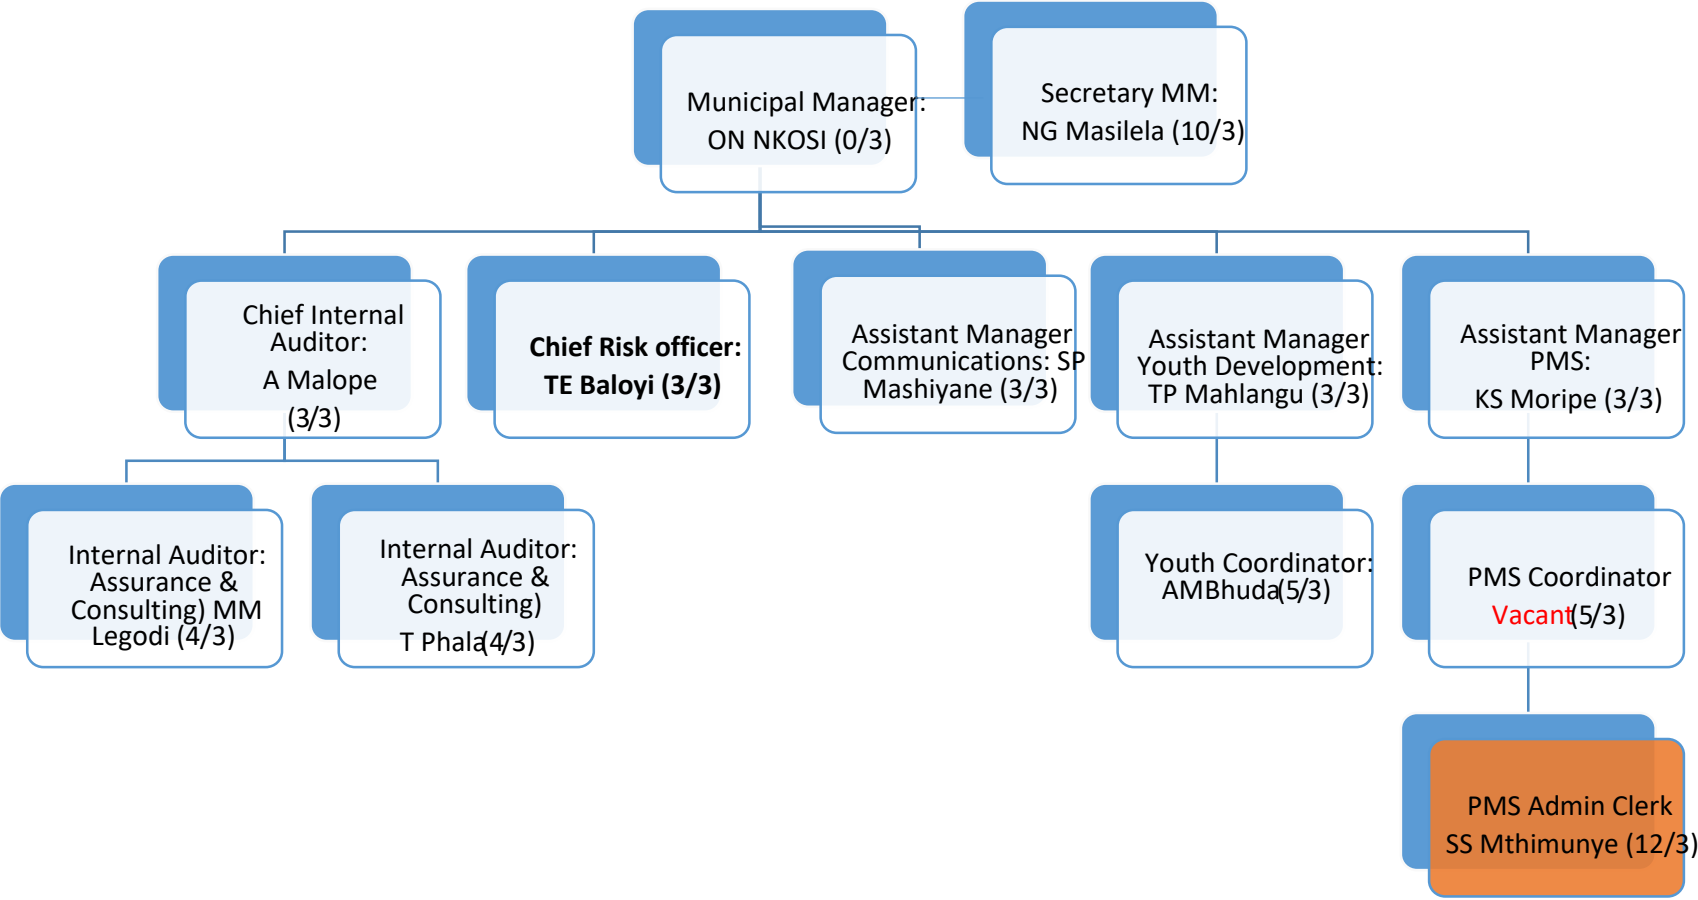 Municipal Manager:
ON NKOSI (0/3)
Secretary MM:
NG Masilela (10/3)
Chief Internal
Auditor:
A Malope
(3/3)
Chief Risk officer:
TE Baloyi (3/3)
Assistant Manager
Communications: SP
Mashiyane (3/3)
Assistant Manager
Youth Development:
TP Mahlangu (3/3)
Assistant Manager
PMS:
KS Moripe (3/3)
Internal Auditor:
Assurance &
Consulting) MM
Legodi (4/3)
Internal Auditor:
Assurance &
Consulting)
T Phala(4/3)
Youth Coordinator:
AMBhuda(5/3)
PMS Coordinator
Vacant(5/3)
PMS Admin Clerk
SS Mthimunye (12/3)